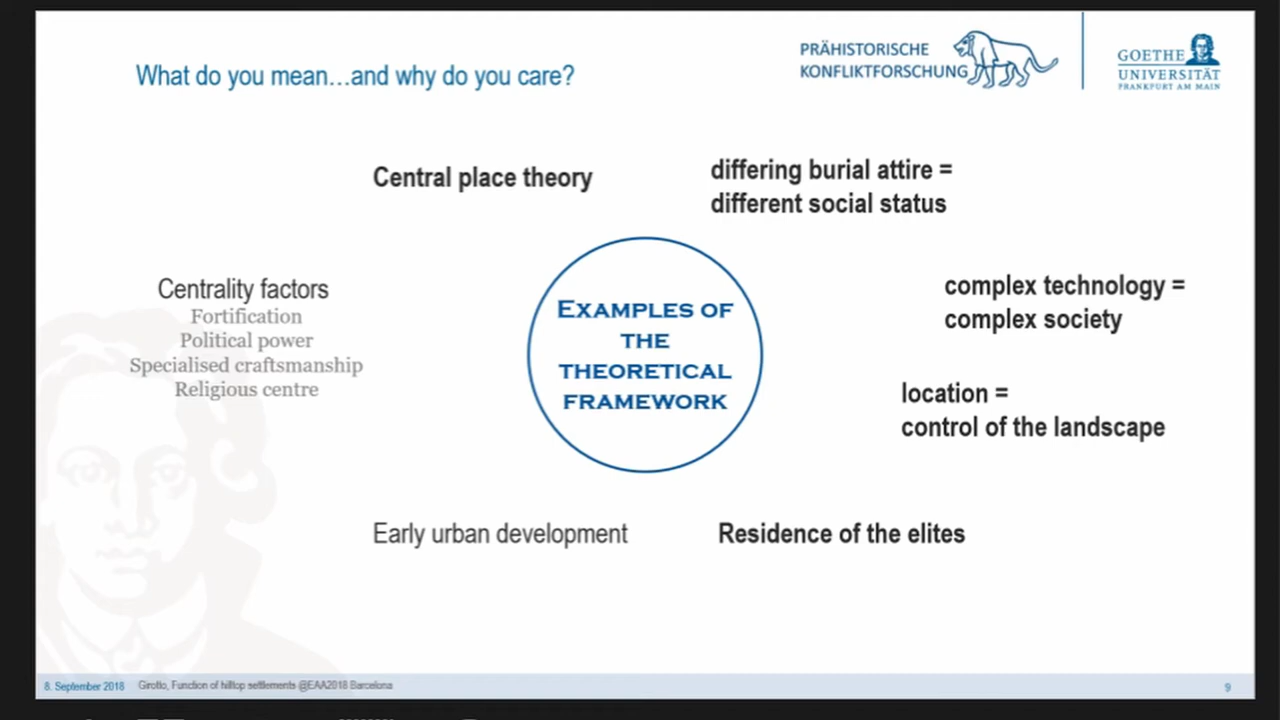 What do you mean…and why do you care?
PRÄHISTORISCHE
KONFLIKTFORSCHUNG
GOETHE
UNIVERSITÄT
FRANKFURT AM MAIN
Central place theory
differing burial attire =
different social status
Centrality factors
Fortification
Political power
Specialised craftsmanship
Religious centre
EXAMPLES OF
THE
THEORETICAL
FRAMEWORK
complex technology =
complex society
location =
control of the landscape
Early urban development
Residence of the elites
8. September 2018
Girotto, Function of hilltop settlements @EAA2018 Barcelona
9